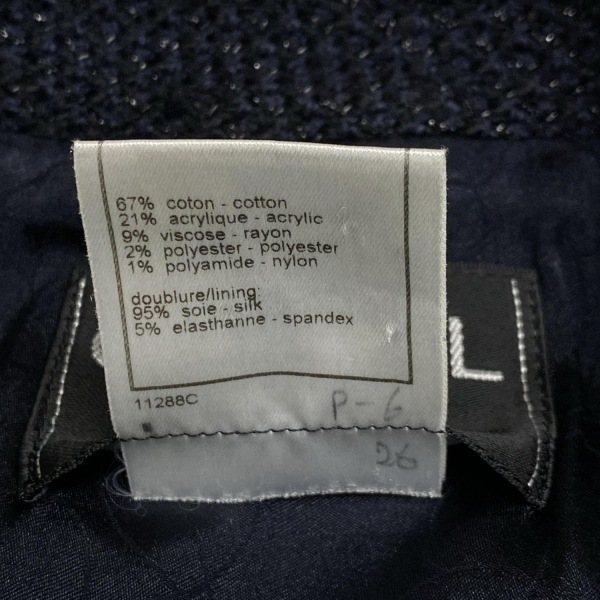 67% coton - cotton
21% acrylique - acrylic
9% viscose - rayon
2% polyester - polyester
1% polyamide - nylon
doublure/lining:
95% soie - silk
5% elasthanne - spandex
11288C
P-6
26
L